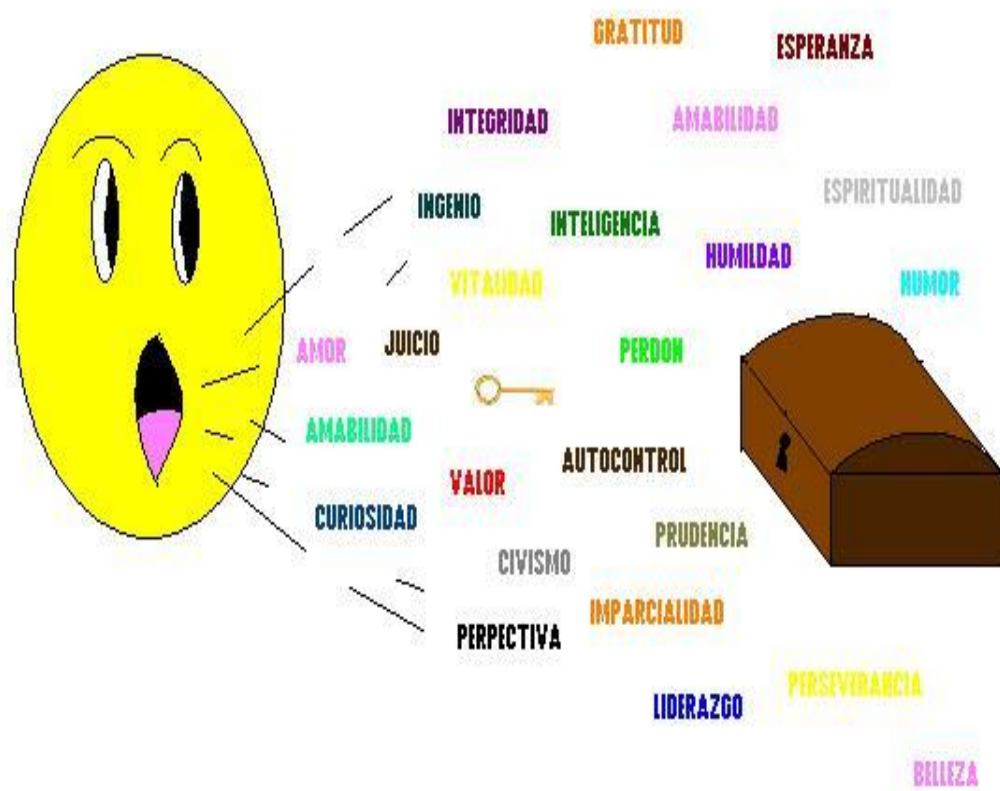 GRATITUD
ESPERANZA
INTEGRIDAD
AMABILIDAD
ESPIRITUALIDAD
INGENIO
INTELIGENCIA
HUMILDAD
VITALIDAD
HUMOR
AMOR
JUICIO
PERDON
AMABILIDAD
AUTOCONTROL
VALOR
CURIOSIDAD
PRUDENCIA
CIVISMO
IMPARCIALIDAD
PERPECTIVA
PERSEVERANCIA
LIDERAZGO
BELLEZA